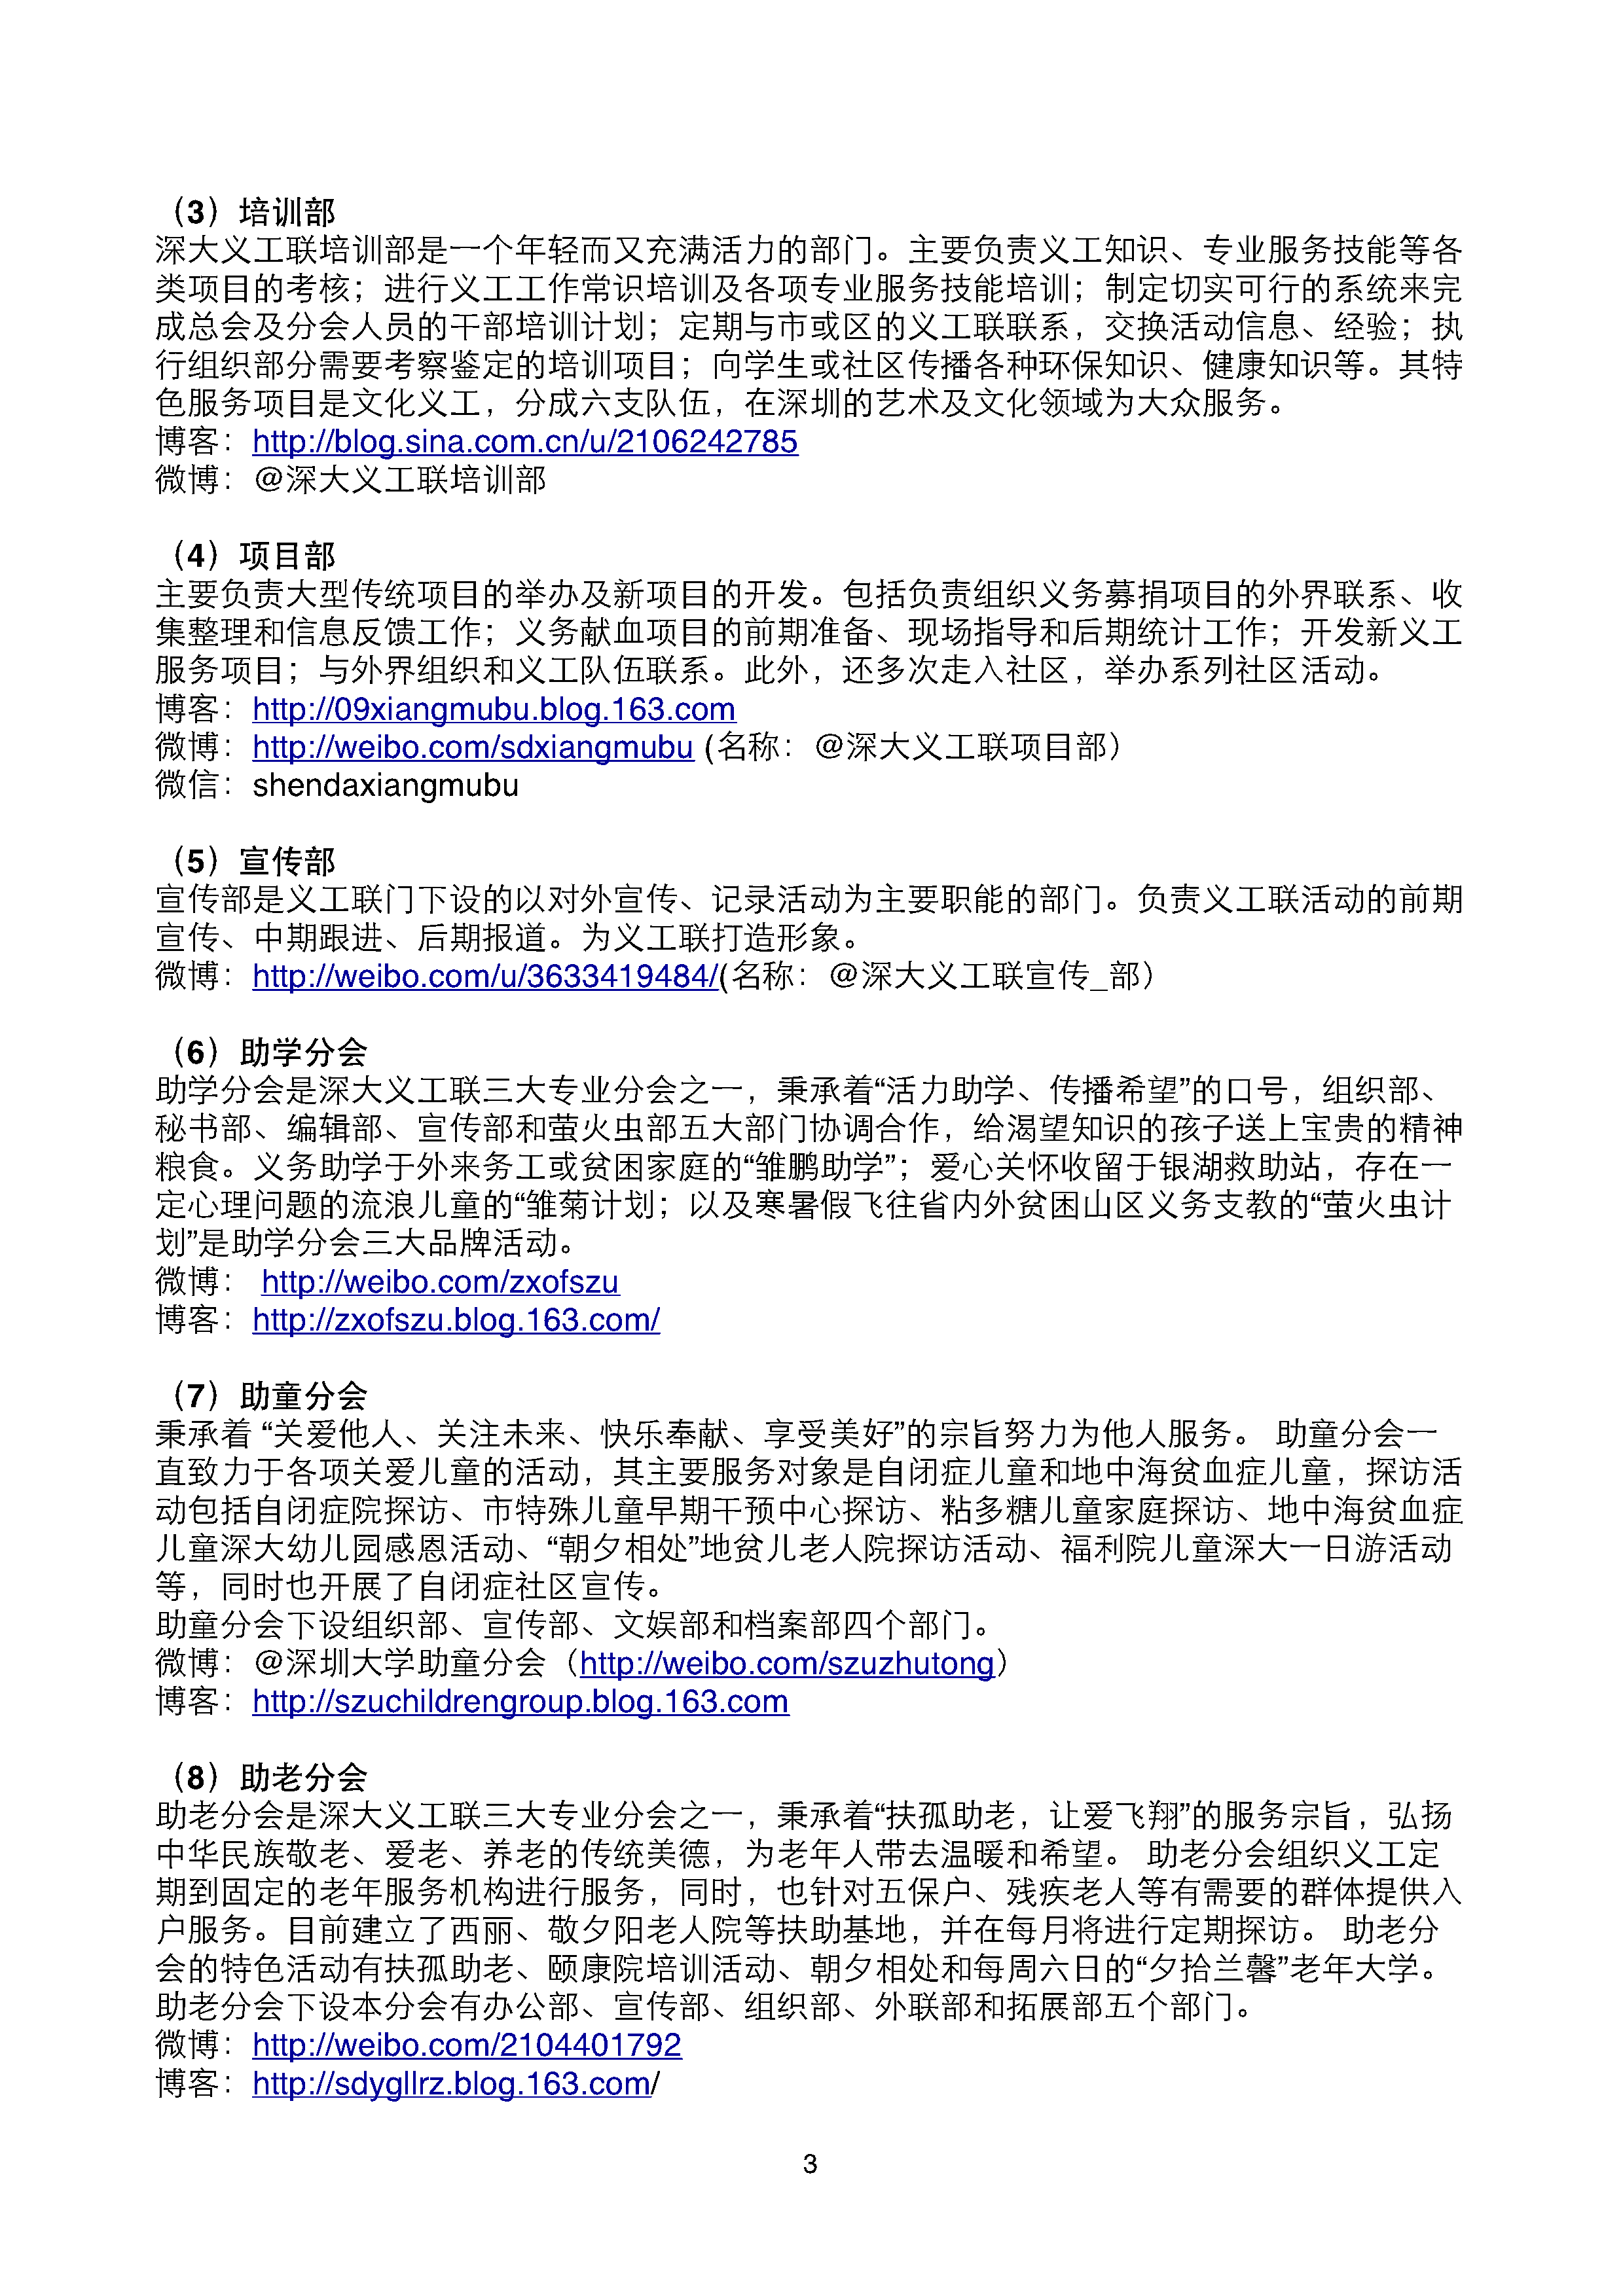 （3）培训部
深大义工联培训部是一个年轻而又充满活力的部门。主要负责义工知识、专业服务技能等各
类项目的考核；进行义工工作常识培训及各项专业服务技能培训；制定切实可行的系统来完
成总会及分会人员的干部培训计划；定期与市或区的义工联联系，交换活动信息、经验；执
行组织部分需要考察鉴定的培训项目；向学生或社区传播各种环保知识、健康知识等。其特
色服务项目是文化义工，分成六支队伍，在深圳的艺术及文化领域为大众服务。
博客：http://blog.sina.com.cn/u/2106242785
微博：@深大义工联培训部
（4）项目部
主要负责大型传统项目的举办及新项目的开发。包括负责组织义务募捐项目的外界联系、收
集整理和信息反馈工作；义务献血项目的前期准备、现场指导和后期统计工作；开发新义工
服务项目；与外界组织和义工队伍联系。此外，还多次走入社区，举办系列社区活动。
博客：http://09xiangmubu.blog.163.com
微博：http://weibo.com/sdxiangmubu (名称：@深大义工联项目部）
微信：shendaxiangmubu
（5）宣传部
宣传部是义工联门下设的以对外宣传、记录活动为主要职能的部门。负责义工联活动的前期
宣传、中期跟进、后期报道。为义工联打造形象。
微博：http://weibo.com/u/3633419484/(名称：@深大义工联宣传_部）
（6）助学分会
助学分会是深大义工联三大专业分会之一，秉承着“活力助学、传播希望”的口号，组织部、
秘书部、编辑部、宣传部和萤火虫部五大部门协调合作，给渴望知识的孩子送上宝贵的精神
粮食。义务助学于外来务工或贫困家庭的“雏鹏助学”；爱心关怀收留于银湖救助站，存在一
定心理问题的流浪儿童的“雏菊计划；以及寒暑假飞往省内外贫困山区义务支教的“萤火虫计
划”是助学分会三大品牌活动。
微博： http://weibo.com/zxofszu
博客：http://zxofszu.blog.163.com/
（7）助童分会
秉承着 “关爱他人、关注未来、快乐奉献、享受美好”的宗旨努力为他人服务。 助童分会一
直致力于各项关爱儿童的活动，其主要服务对象是自闭症儿童和地中海贫血症儿童，探访活
动包括自闭症院探访、市特殊儿童早期干预中心探访、粘多糖儿童家庭探访、地中海贫血症
儿童深大幼儿园感恩活动、“朝夕相处”地贫儿老人院探访活动、福利院儿童深大一日游活动
等，同时也开展了自闭症社区宣传。
助童分会下设组织部、宣传部、文娱部和档案部四个部门。
微博：@深圳大学助童分会（http://weibo.com/szuzhutong）
博客：http://szuchildrengroup.blog.163.com
（8）助老分会
助老分会是深大义工联三大专业分会之一，秉承着“扶孤助老，让爱飞翔”的服务宗旨，弘扬
中华民族敬老、爱老、养老的传统美德，为老年人带去温暖和希望。 助老分会组织义工定
期到固定的老年服务机构进行服务，同时，也针对五保户、残疾老人等有需要的群体提供入
户服务。目前建立了西丽、敬夕阳老人院等扶助基地，并在每月将进行定期探访。 助老分
会的特色活动有扶孤助老、颐康院培训活动、朝夕相处和每周六日的“夕拾兰馨”老年大学。
助老分会下设本分会有办公部、宣传部、组织部、外联部和拓展部五个部门。
微博：http://weibo.com/2104401792
博客：http://sdygllrz.blog.163.com/
3